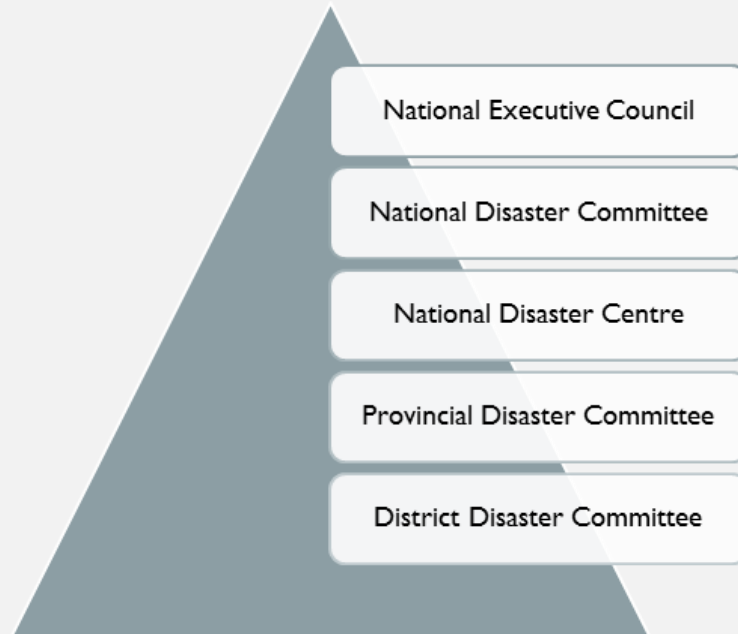 National Executive Council
National Disaster Committee
National Disaster Centre
Provincial Disaster Committee
District Disaster Committee